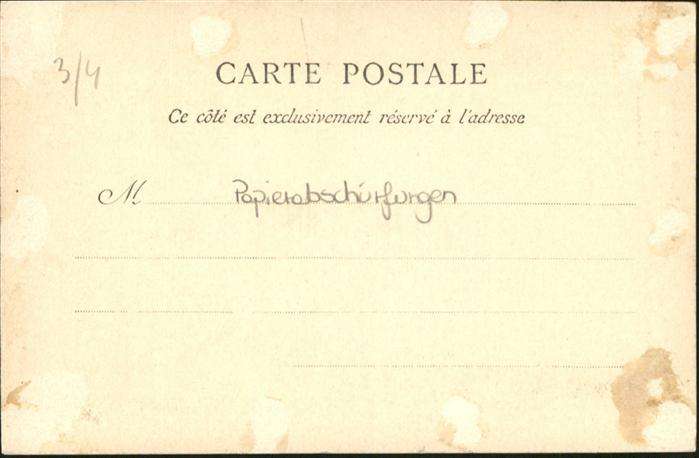 3/4
CARTE POSTALE
Ce côté est exclusivement réservé à l'adresse
M Papierabschürfungen